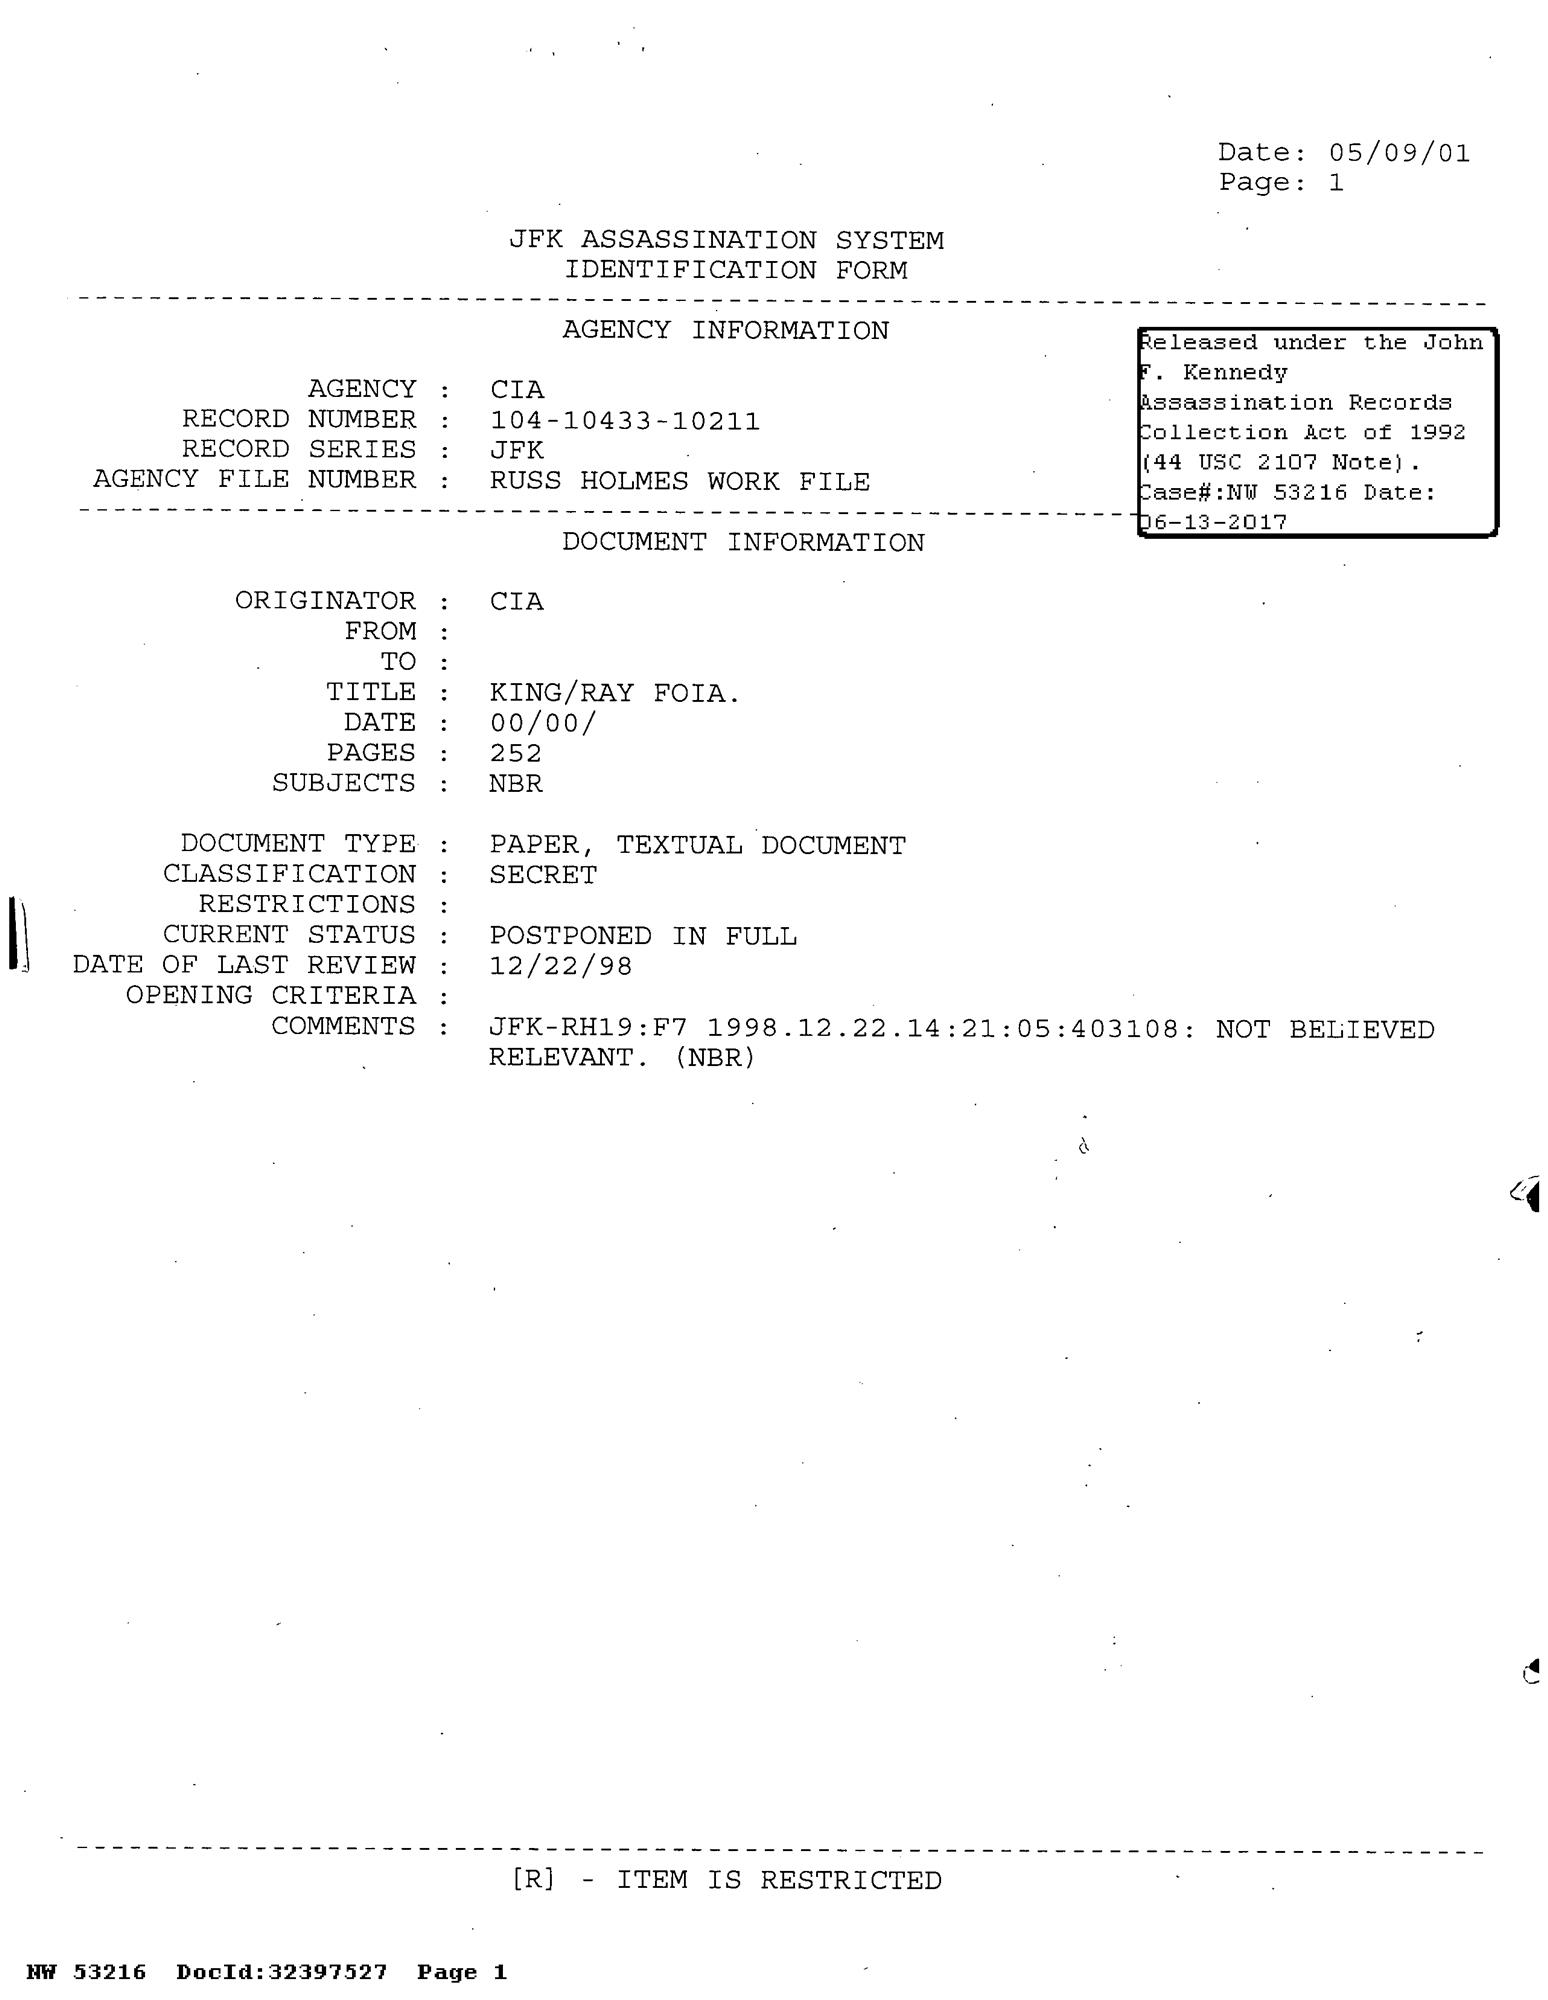 Date: 05/09/01
Page: 1
JFK ASSASSINATION SYSTEM
IDENTIFICATION FORM
AGENCY INFORMATION
AGENCY : CIA
RECORD NUMBER : 104-10433-10211
RECORD SERIES : JFK
AGENCY FILE NUMBER : RUSS HOLMES WORK FILE
Released under the John
F. Kennedy
Assassination Records
Collection Act of 1992
(44 USC 2107 Note).
Case#:NW 53216 Date:
06-13-2017
DOCUMENT INFORMATION
ORIGINATOR : CIA
FROM :
TO :
TITLE : KING/RAY FOIA.
DATE : 00/00/
PAGES : 252
SUBJECTS : NBR
DOCUMENT TYPE : PAPER, TEXTUAL DOCUMENT
CLASSIFICATION : SECRET
RESTRICTIONS :
CURRENT STATUS : POSTPONED IN FULL
DATE OF LAST REVIEW : 12/22/98
OPENING CRITERIA :
COMMENTS : JFK-RH19:F7 1998.12.22.14:21:05:403108: NOT BELIEVED
RELEVANT. (NBR)
[R] - ITEM IS RESTRICTED
NW 53216 DocId:32397527 Page 1